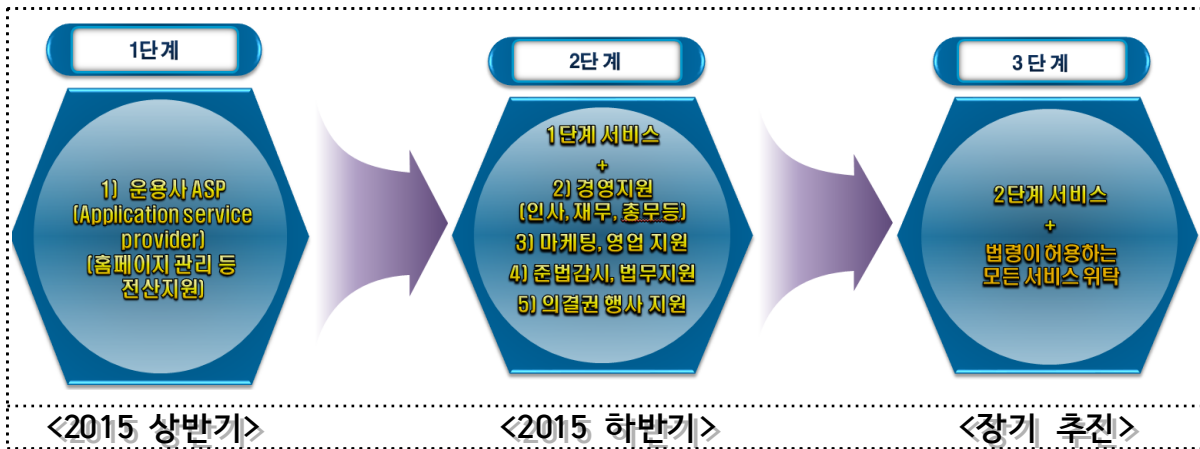 1단계
1) 운용사 ASP
(Application service
provider)
(홈페이지 관리 등
전산지원)
<2015 상반기>
2단계
1단계 서비스
+
2) 경영지원
(인사, 재무, 총무등)
3) 마케팅, 영업 지원
4) 준법감시, 법무지원
5) 의결권 행사 지원
<2015 하반기>
3단계
2단계 서비스
+
법령이 허용하는
모든 서비스 위탁
<장기 추진>